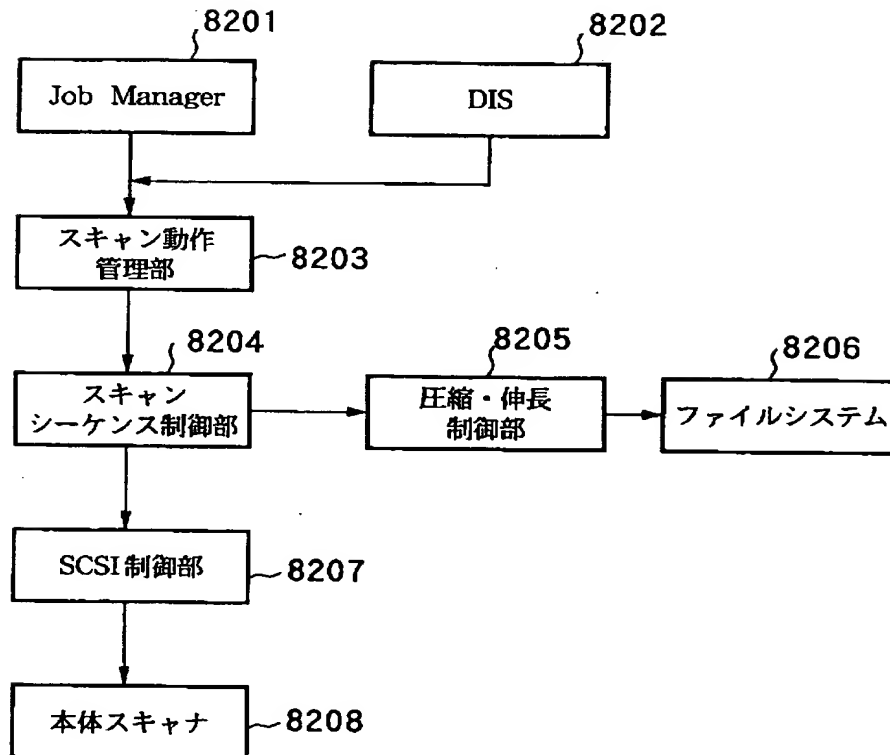 8201
8202
Job Manager
DIS
スキャン動作
管理部
8203
8204
8205
8206
スキャン
シーケンス制御部
圧縮・伸長
制御部
ファイルシステム
SCSI制御部
8207
本体スキャナ
8208